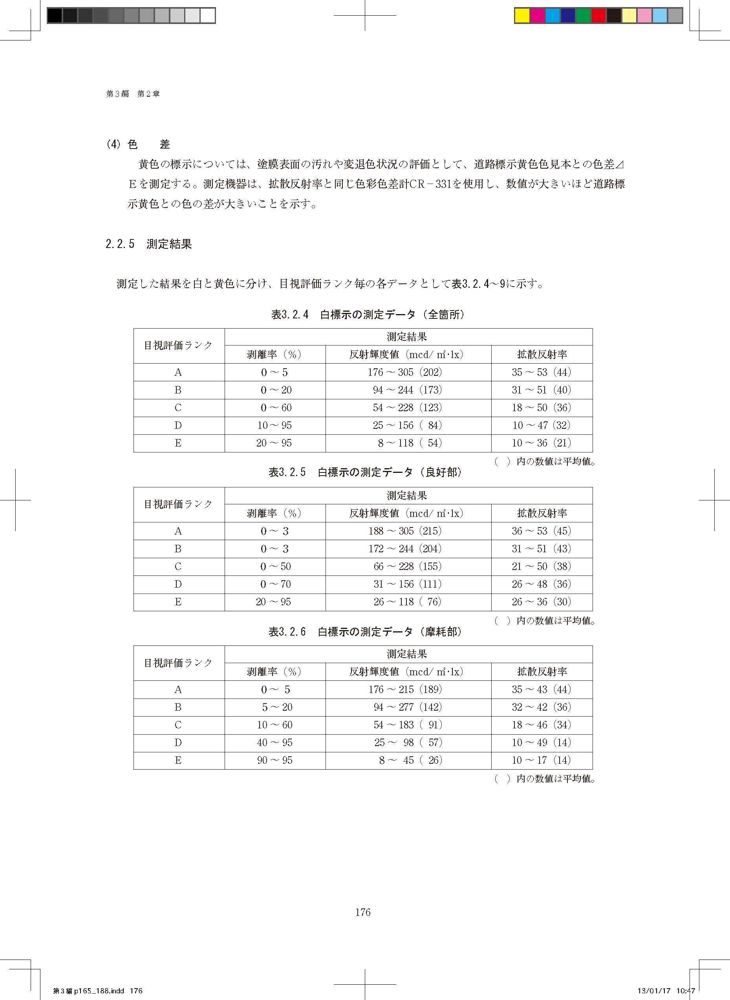 第3編　第2章
（4）色　　差
黄色の標示については、塗膜表面の汚れや変退色状況の評価として、道路標示黄色色見本との色差⊿
Ｅを測定する。測定機器は、拡散反射率と同じ色彩色差計CR－331を使用し、数値が大きいほど道路標
示黄色との色の差が大きいことを示す。
2.2.5　測定結果
測定した結果を白と黄色に分け、目視評価ランク毎の各データとして表3.2.4～9に示す。
表3.2.4　白標示の測定データ（全箇所）
目視評価ランク 測定結果
剥離率（％） 反射輝度値（mcd/ ㎡･lx） 拡散反射率
A 0 ～ 5 176 ～ 305（202） 35 ～ 53（44）
B 0 ～ 20 94 ～ 244（173） 31 ～ 51（40）
C 0 ～ 60 54 ～ 228（123） 18 ～ 50（36）
D 10 ～ 95 25 ～ 156（ 84） 10 ～ 47（32）
E 20 ～ 95 8 ～ 118（ 54） 10 ～ 36（21）
（　）内の数値は平均値。
表3.2.5　白標示の測定データ（良好部）
目視評価ランク 測定結果
剥離率（％） 反射輝度値（mcd/ ㎡･lx） 拡散反射率
A 0 ～ 3 188 ～ 305（215） 36 ～ 53（45）
B 0 ～ 3 172 ～ 244（204） 31 ～ 51（43）
C 0 ～ 50 66 ～ 228（155） 21 ～ 50（38）
D 0 ～ 70 31 ～ 156（111） 26 ～ 48（36）
E 20 ～ 95 26 ～ 118（ 76） 26 ～ 36（30）
（　）内の数値は平均値。
表3.2.6　白標示の測定データ（摩耗部）
目視評価ランク 測定結果
剥離率（％） 反射輝度値（mcd/ ㎡･lx） 拡散反射率
A 0 ～ 5 176 ～ 215（189） 35 ～ 43（44）
B 5 ～ 20 94 ～ 277（142） 32 ～ 42（36）
C 10 ～ 60 54 ～ 183（ 91） 18 ～ 46（34）
D 40 ～ 95 25 ～ 98（ 57） 10 ～ 49（14）
E 90 ～ 95 8 ～ 45（ 26） 10 ～ 17（14）
（　）内の数値は平均値。
176
第3編p165_188.indd 176 13/01/17 10:47